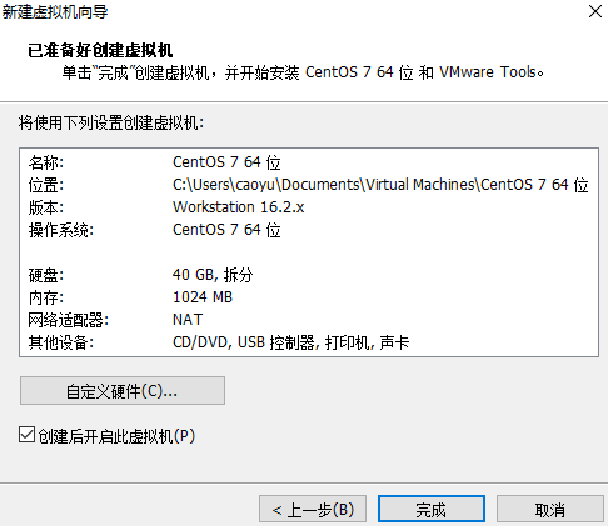 新建虚拟机向导
已准备好创建虚拟机
单击"完成"创建虚拟机，并开始安装 CentOS 7 64 位 和 VMware Tools。
将使用下列设置创建虚拟机:
名称: CentOS 7 64 位
位置: C:\Users\caoyu\Documents\Virtual Machines\CentOS 7 64 位
版本: Workstation 16.2.x
操作系统: CentOS 7 64 位
硬盘: 40 GB, 拆分
内存: 1024 MB
网络适配器: NAT
其他设备: CD/DVD, USB 控制器, 打印机, 声卡
自定义硬件(C)...
创建后开启此虚拟机(P)
< 上一步(B) 完成 取消